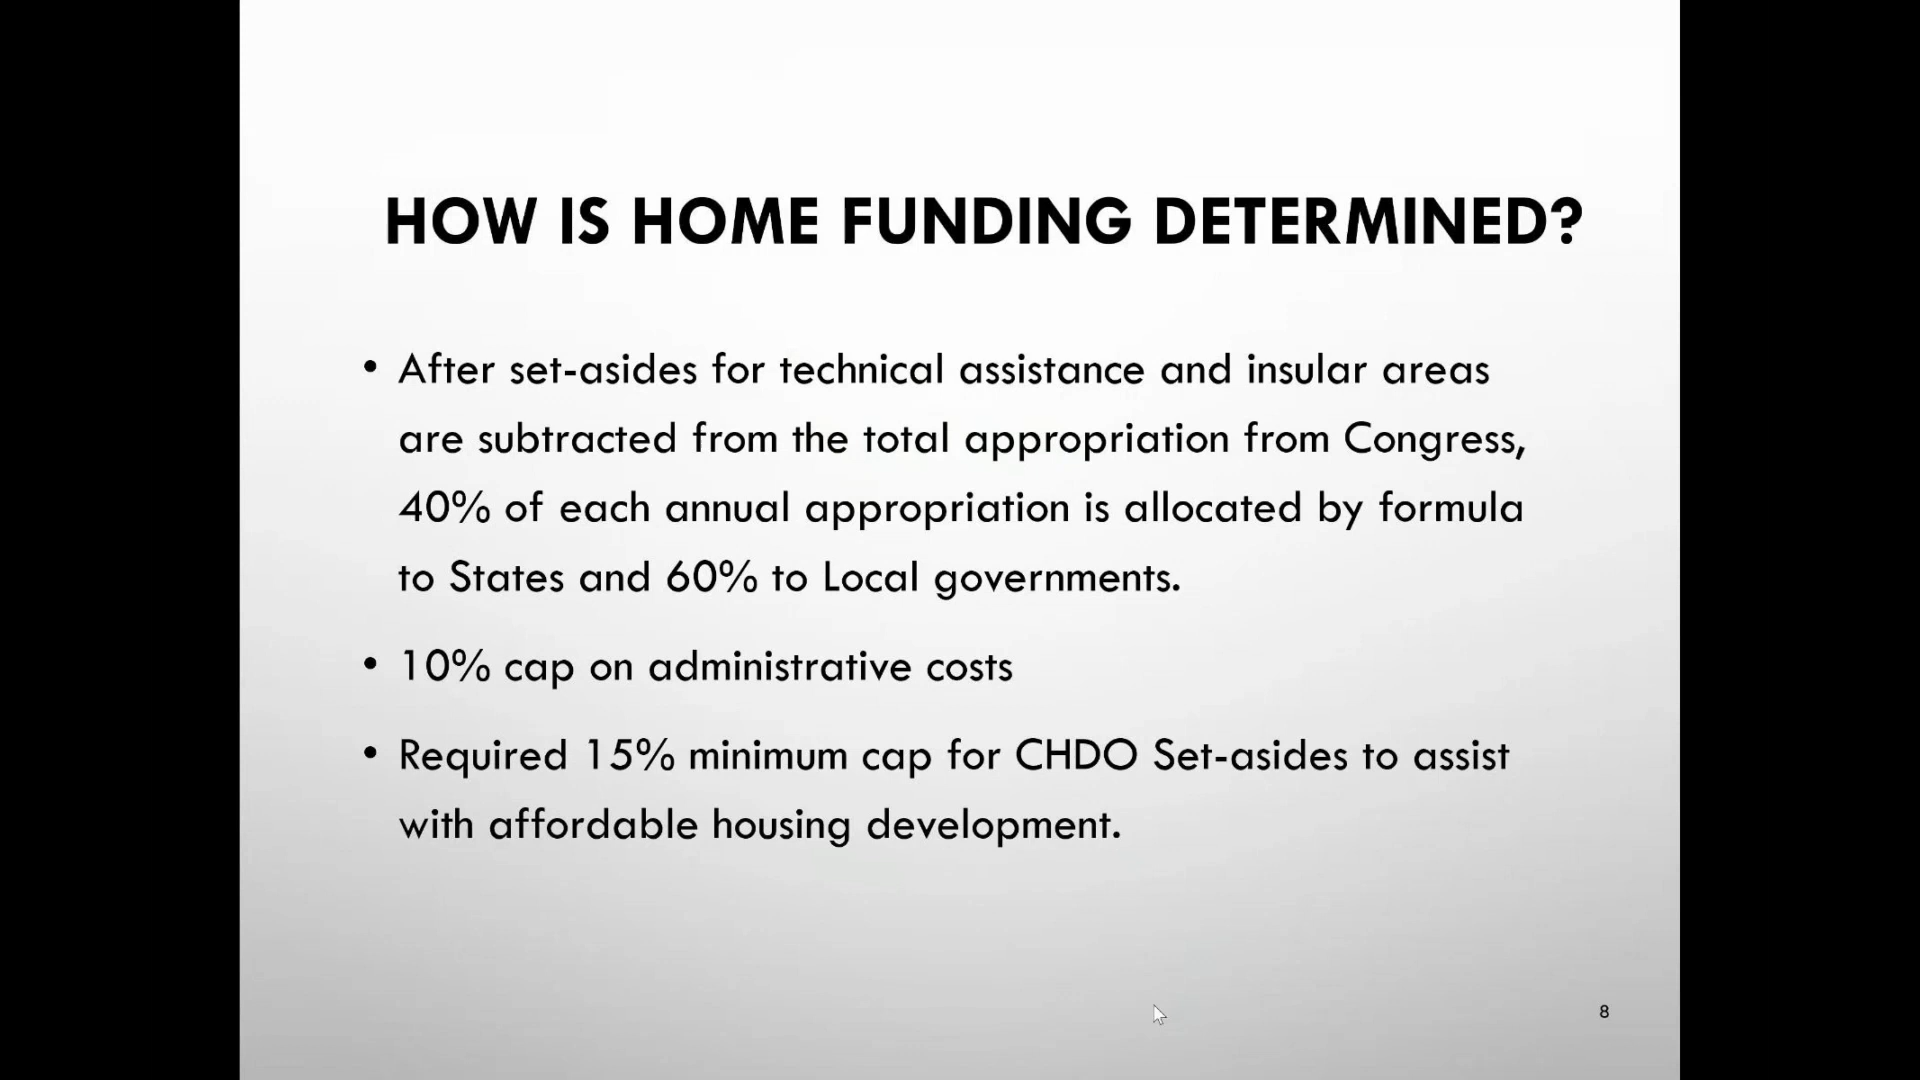 HOW IS HOME FUNDING DETERMINED?
• After set-asides for technical assistance and insular areas
are subtracted from the total appropriation from Congress,
40% of each annual appropriation is allocated by formula
to States and 60% to Local governments.
• 10% cap on administrative costs
• Required 15% minimum cap for CHDO Set-asides to assist
with affordable housing development.
8